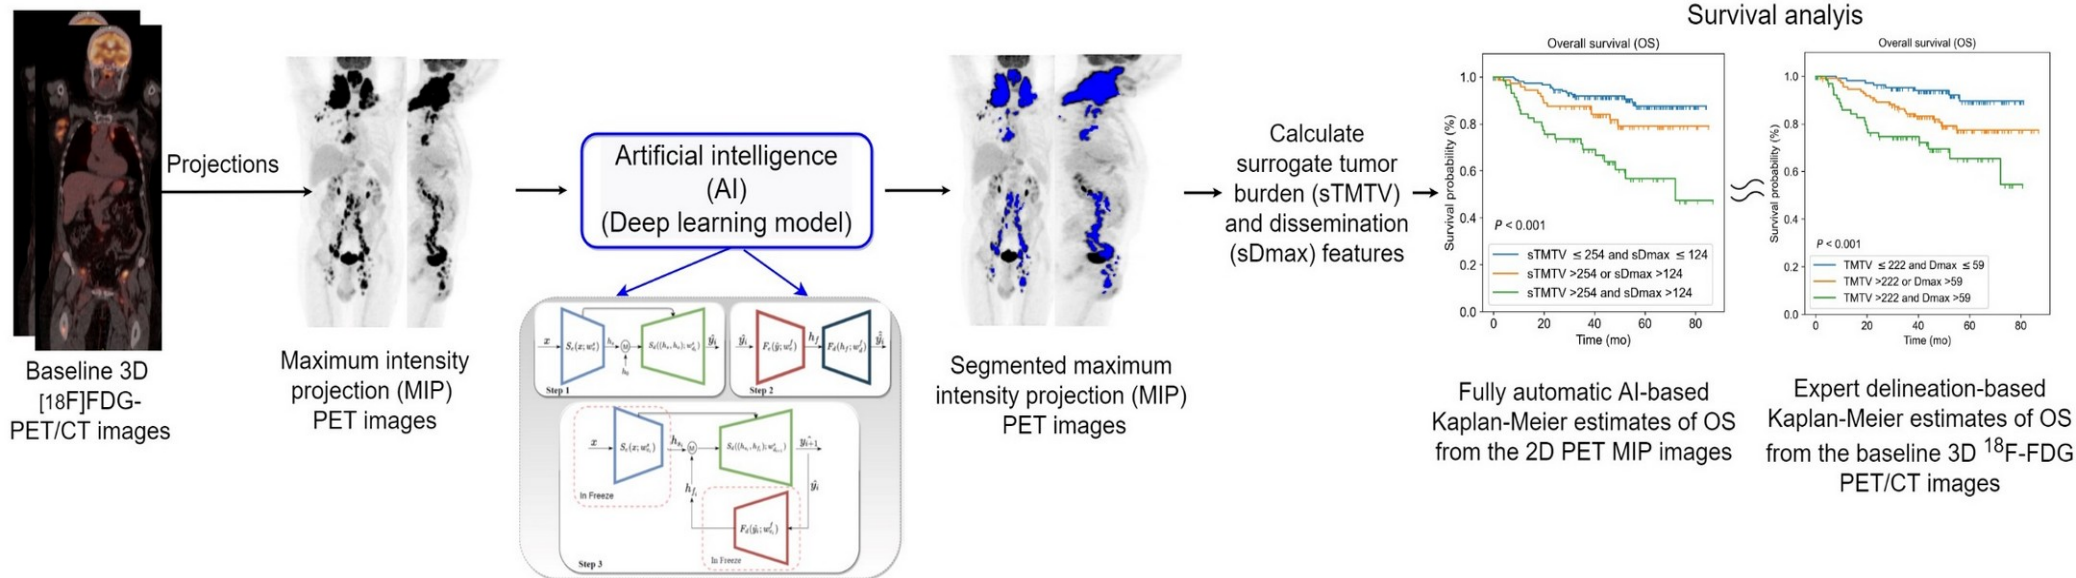 Survival analyis
Projections
Baseline 3D
[18F]FDG-
PET/CT images
Maximum intensity
projection (MIP)
PET images
Artificial intelligence
(AI)
(Deep learning model)
Step 1
Step 2
In Freeze
In Freeze
Step 3
Segmented maximum
intensity projection (MIP)
PET images
Calculate
surrogate tumor
burden (sTMTV)
and dissemination
(sDmax) features
Overall survival (OS)
Survival probability (%)
1.0
0.8
0.6
0.4
0.2
0.0
P < 0.001
sTMTV ≤ 254 and sDmax ≤ 124
sTMTV >254 or sDmax >124
sTMTV >254 and sDmax >124
0 20 40 60 80
Time (mo)
Fully automatic AI-based
Kaplan-Meier estimates of OS
from the 2D PET MIP images
Overall survival (OS)
Survival probability (%)
1.0
0.8
0.6
0.4
0.2
0.0
P < 0.001
TMTV ≤ 222 and Dmax ≤ 59
TMTV >222 or Dmax >59
TMTV >222 and Dmax >59
0 20 40 60 80
Time (mo)
Expert delineation-based
Kaplan-Meier estimates of OS
from the baseline 3D ¹⁸F-FDG
PET/CT images